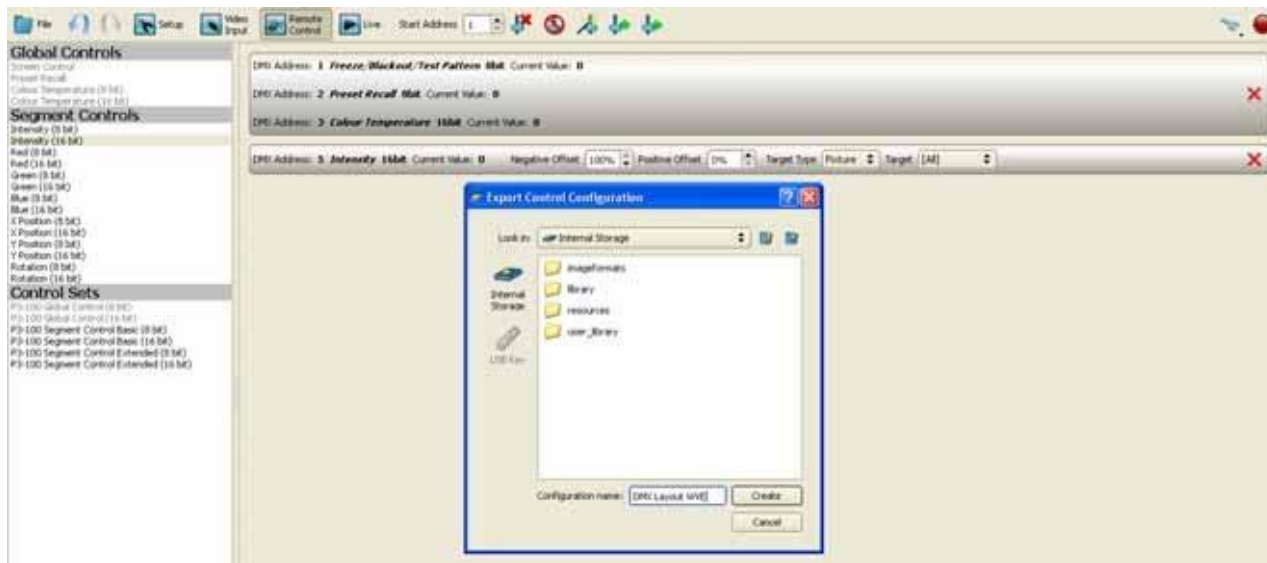 File Setup Video Input Remote Control Live Start Address 1
Global Controls
Screen Control
Preset Recall
Colour Temperature (8 bit)
Colour Temperature (16 bit)
Segment Controls
Intensity (8 bit)
Intensity (16 bit)
Red (8 bit)
Red (16 bit)
Green (8 bit)
Green (16 bit)
Blue (8 bit)
Blue (16 bit)
X Position (8 bit)
X Position (16 bit)
Y Position (8 bit)
Y Position (16 bit)
Rotation (8 bit)
Rotation (16 bit)
Control Sets
P3-100 Global Control (8 bit)
P3-100 Global Control (16 bit)
P3-100 Segment Control Basic (8 bit)
P3-100 Segment Control Basic (16 bit)
P3-100 Segment Control Extended (8 bit)
P3-100 Segment Control Extended (16 bit)
DMX Address: 1 Freeze/Blackout/Test Pattern 8bit Current Value: 0
DMX Address: 2 Preset Recall 8bit Current Value: 0
DMX Address: 3 Colour Temperature 16bit Current Value: 0
DMX Address: 5 Intensity 16bit Current Value: 0 Negative Offset 100% Positive Offset 0% Target Type Fixture Target [All]
Export Control Configuration
Look in: Internal Storage
Internal Storage
USB Key
imageformats
library
resources
user_library
Configuration name: DMX Layout WVE Create
Cancel